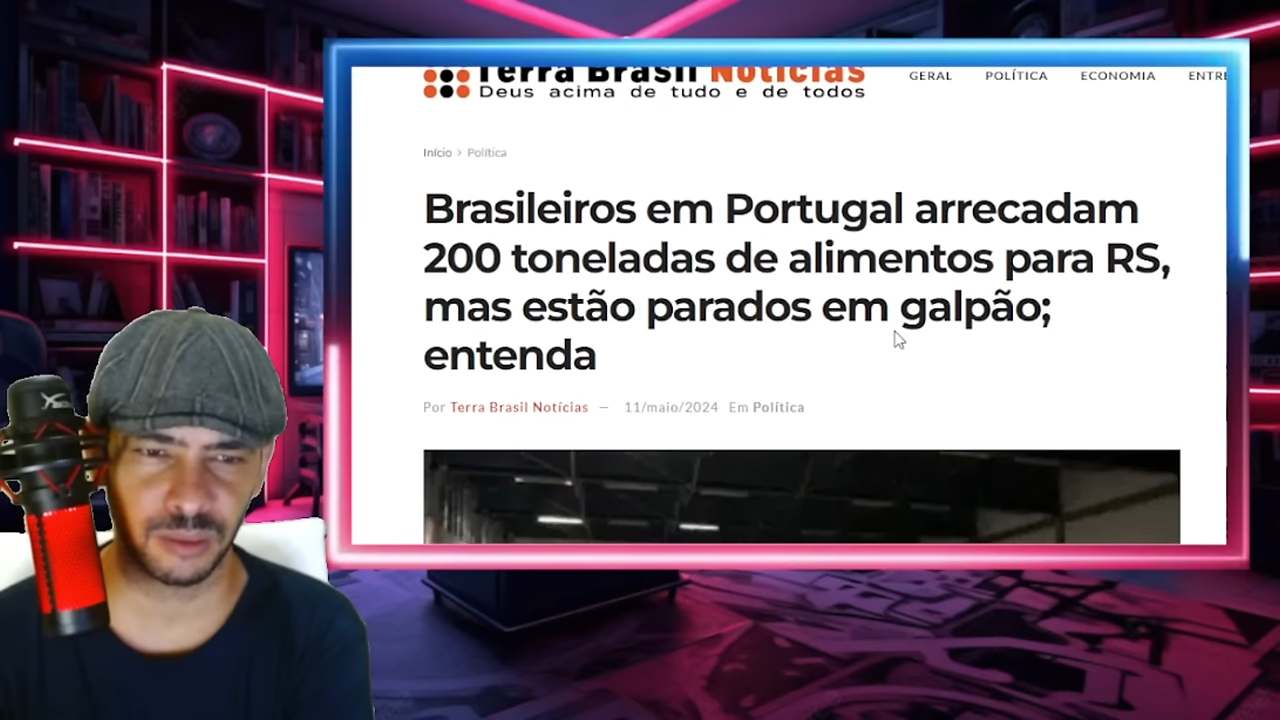 Terra Brasil Notícias
Deus acima de tudo e de todos
GERAL POLÍTICA ECONOMIA ENTRE
Início > Política
Brasileiros em Portugal arrecadam
200 toneladas de alimentos para RS,
mas estão parados em galpão;
entenda
Por Terra Brasil Notícias — 11/maio/2024 Em Política